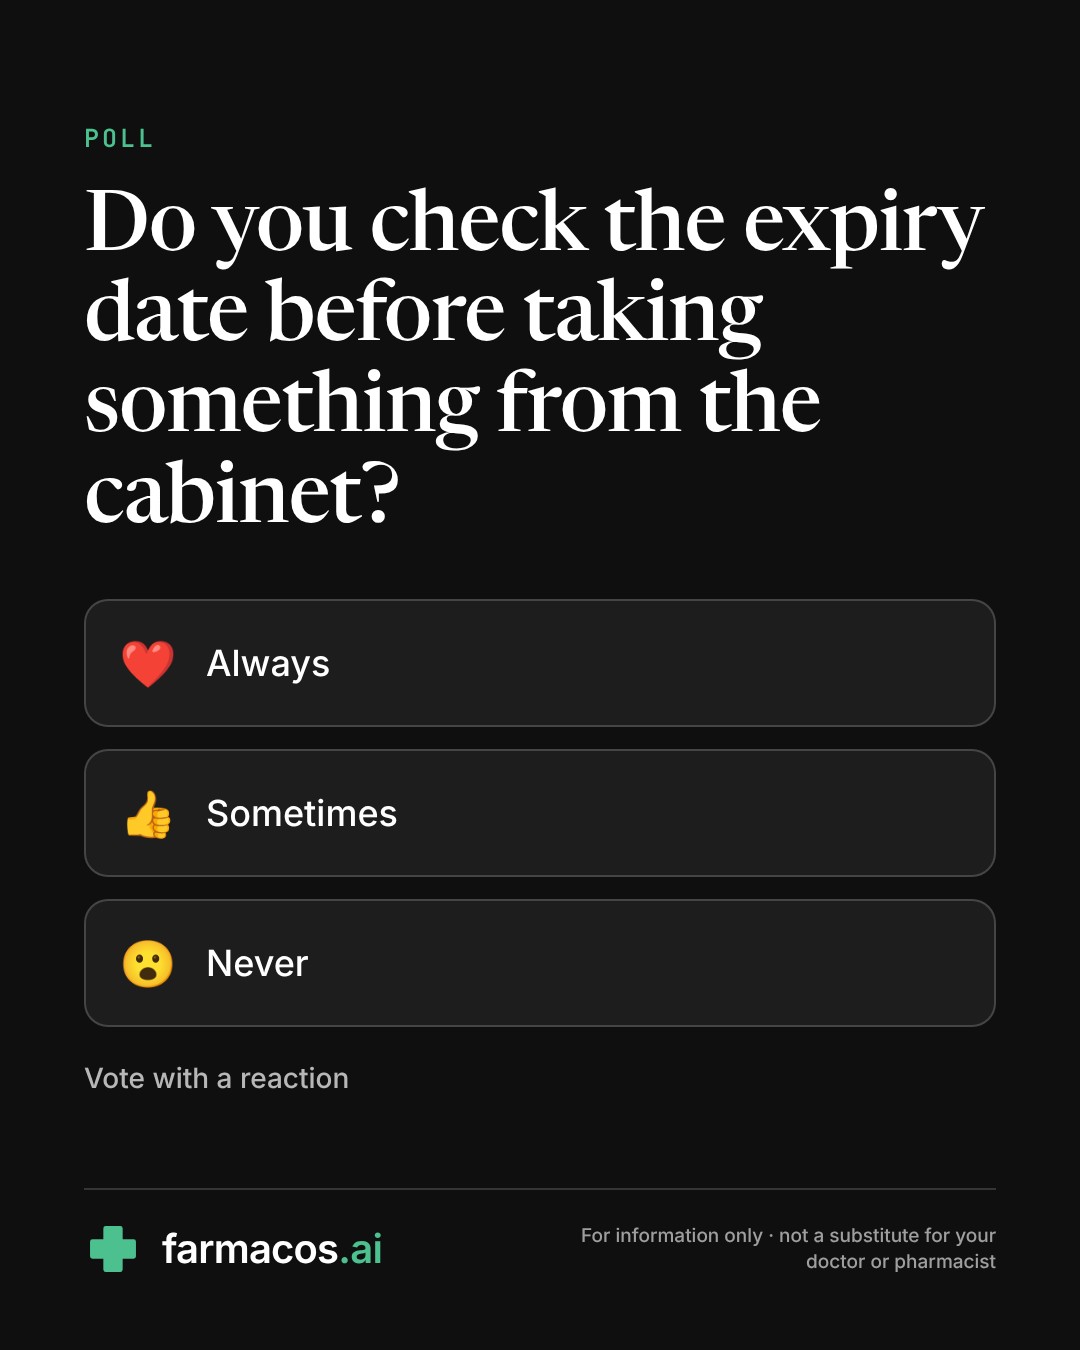 POLL
Do you check the expiry
date before taking
something from the
cabinet?
❤️ Always
👍 Sometimes
😮 Never
Vote with a reaction
farmacos.ai
For information only · not a substitute for your
doctor or pharmacist